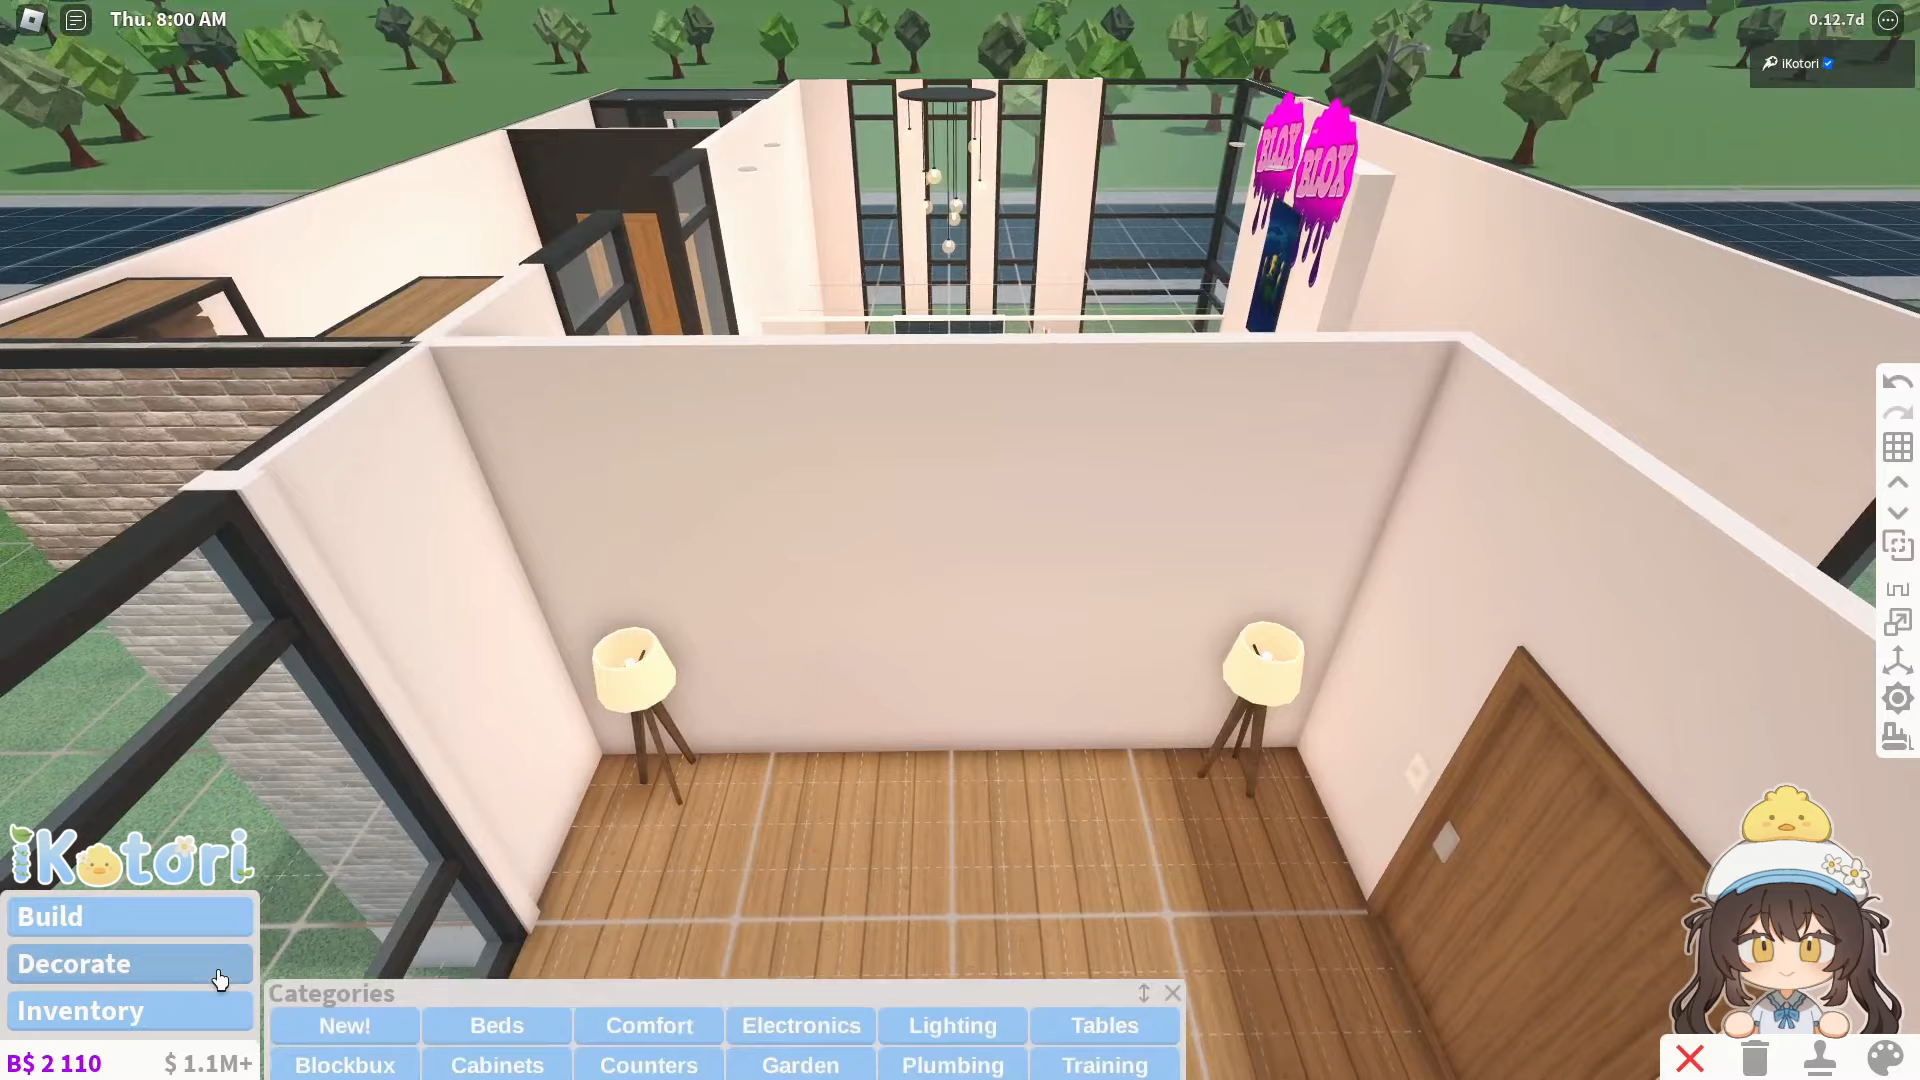 Thu. 8:00 AM
0.12.7d
iKotori
BLOX
BLOX
iKotori
Build
Decorate
Inventory
B$ 2 110
$ 1.1M+
Categories
New!
Beds
Comfort
Electronics
Lighting
Tables
Blockbux
Cabinets
Counters
Garden
Plumbing
Training